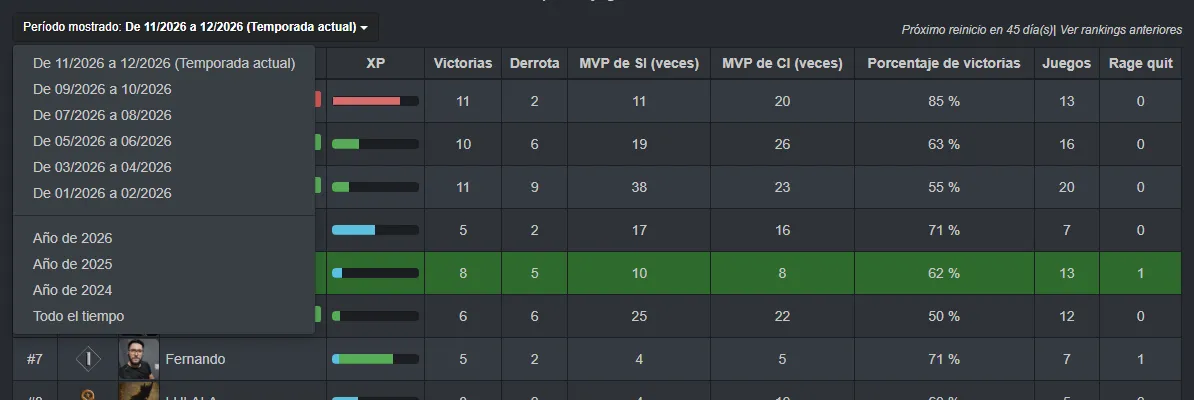 Período mostrado: De 11/2026 a 12/2026 (Temporada actual)
Próximo reinicio en 45 día(s)| Ver rankings anteriores
De 11/2026 a 12/2026 (Temporada actual)
De 09/2026 a 10/2026
De 07/2026 a 08/2026
De 05/2026 a 06/2026
De 03/2026 a 04/2026
De 01/2026 a 02/2026
Año de 2026
Año de 2025
Año de 2024
Todo el tiempo
XP Victorias Derrota MVP de SI (veces) MVP de CI (veces) Porcentaje de victorias Juegos Rage quit
11 2 11 20 85 % 13 0
10 6 19 26 63 % 16 0
11 9 38 23 55 % 20 0
5 2 17 16 71 % 7 0
8 5 10 8 62 % 13 1
6 6 25 22 50 % 12 0
#7 Fernando 5 2 4 5 71 % 7 1